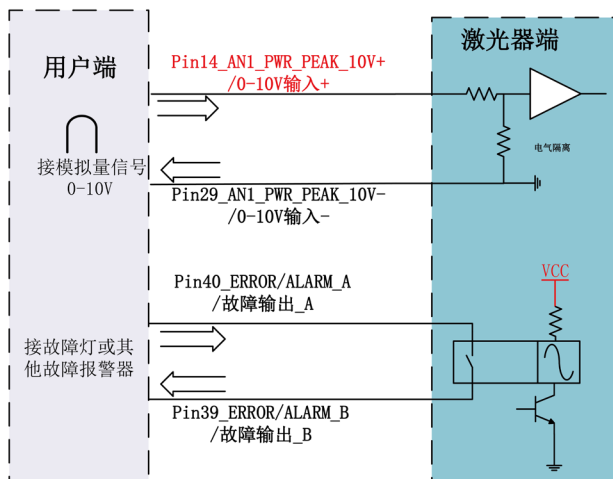 用户端
接模拟量信号
0-10V
接故障灯或其
他故障报警器
Pin14_AN1_PWR_PEAK_10V+
/0-10V输入+
Pin29_AN1_PWR_PEAK_10V-
/0-10V输入-
Pin40_ERROR/ALARM_A
/故障输出_A
Pin39_ERROR/ALARM_B
/故障输出_B
激光器端
电气隔离
VCC